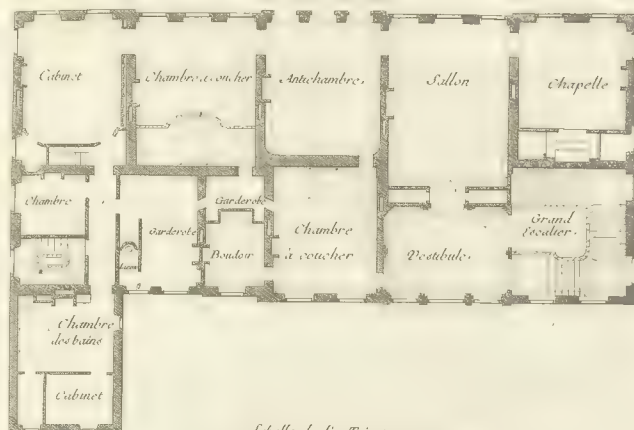 Cabinet
Chambre à coucher
Antichambre.
Sallon
Chapelle
Chambre
Garderobe
Garderobe
Boudoir
Chambre
à coucher
Vestibule.
Grand
Escalier.
Chambre
des bains
Cabinet